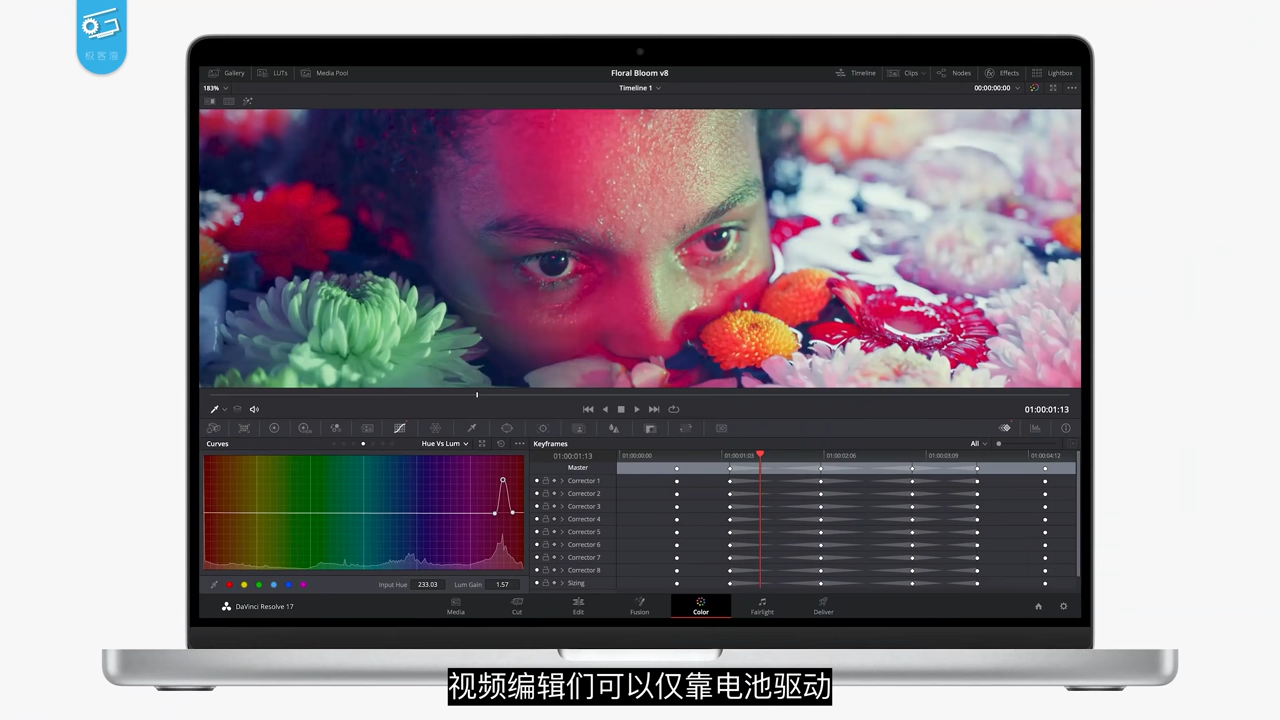 极客湾
Gallery LUTs Media Pool Floral Bloom v8 Timeline Clips Nodes Effects Lightbox
183% Timeline 1 00:00:00:00
01:00:01:13
Curves Hue Vs Lum Keyframes All
01:00:01:13 01:00:00:00 01:00:01:03 01:00:02:06 01:00:03:09 01:00:04:12
Master
Corrector 1
Corrector 2
Corrector 3
Corrector 4
Corrector 5
Corrector 6
Corrector 7
Corrector 8
Sizing
Input Hue 233.03 Lum Gain 1.57
DaVinci Resolve 17 Media Cut Edit Fusion Color Fairlight Deliver
视频编辑们可以仅靠电池驱动